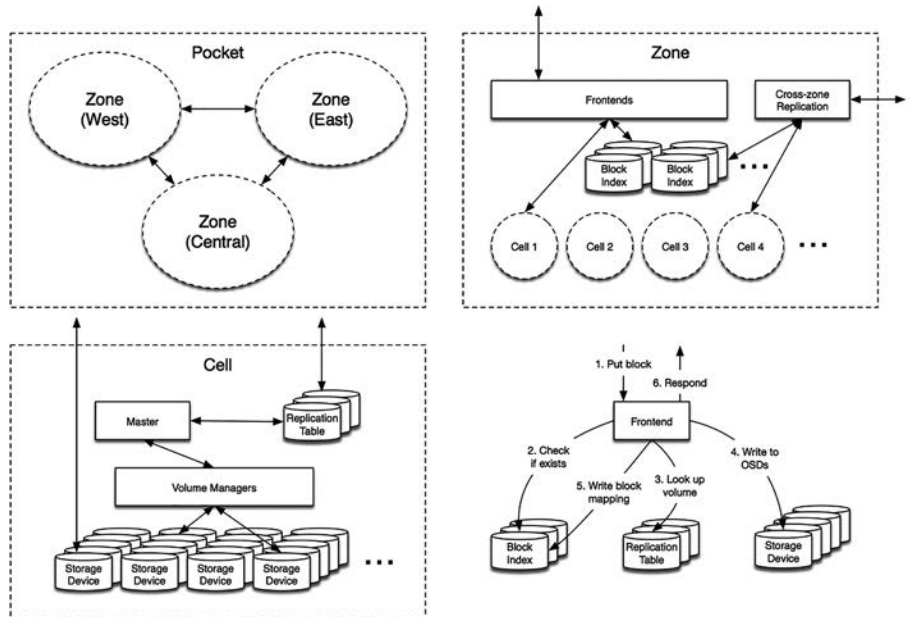 Pocket
Zone
(West)
Zone
(East)
Zone
(Central)
Zone
Frontends
Cross-zone
Replication
Block
Index
Block
Index
...
Cell 1
Cell 2
Cell 3
Cell 4
...
Cell
Master
Replication
Table
Volume Managers
Storage
Device
Storage
Device
Storage
Device
Storage
Device
...
1. Put block
6. Respond
Frontend
2. Check
if exists
4. Write to
OSDs
5. Write block
mapping
3. Look up
volume
Block
Index
Replication
Table
Storage
Device